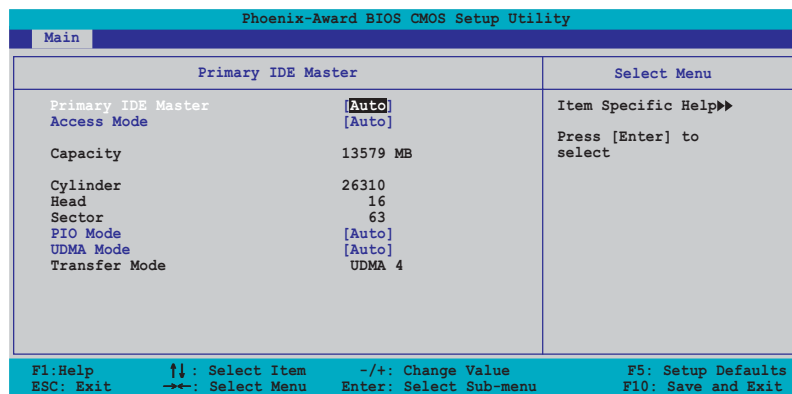 Phoenix-Award BIOS CMOS Setup Utility
Main
Primary IDE Master
Select Menu
Primary IDE Master [Auto]
Access Mode [Auto]
Capacity 13579 MB
Cylinder 26310
Head 16
Sector 63
PIO Mode [Auto]
UDMA Mode [Auto]
Transfer Mode UDMA 4
Item Specific Help▶▶
Press [Enter] to
select
F1:Help ↑↓: Select Item -/+: Change Value F5: Setup Defaults
ESC: Exit →←: Select Menu Enter: Select Sub-menu F10: Save and Exit